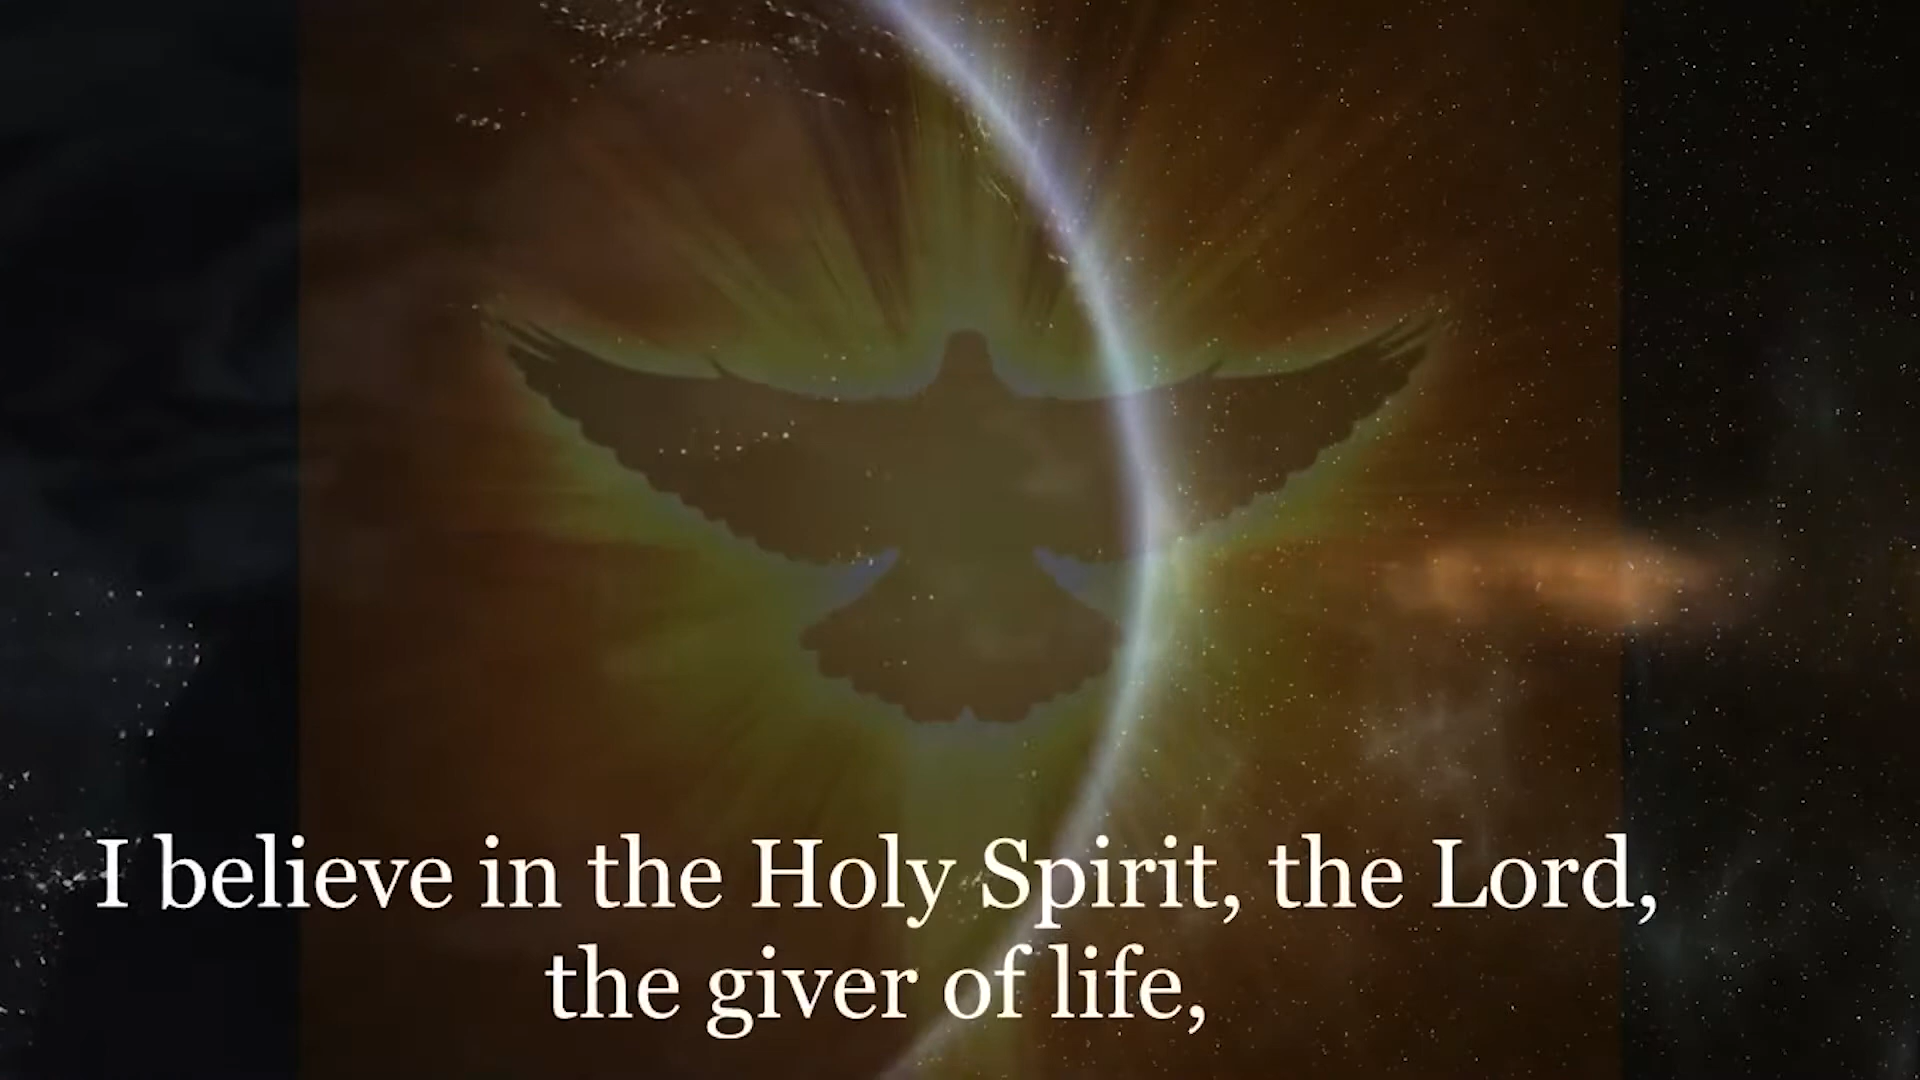 I believe in the Holy Spirit, the Lord,
the giver of life,